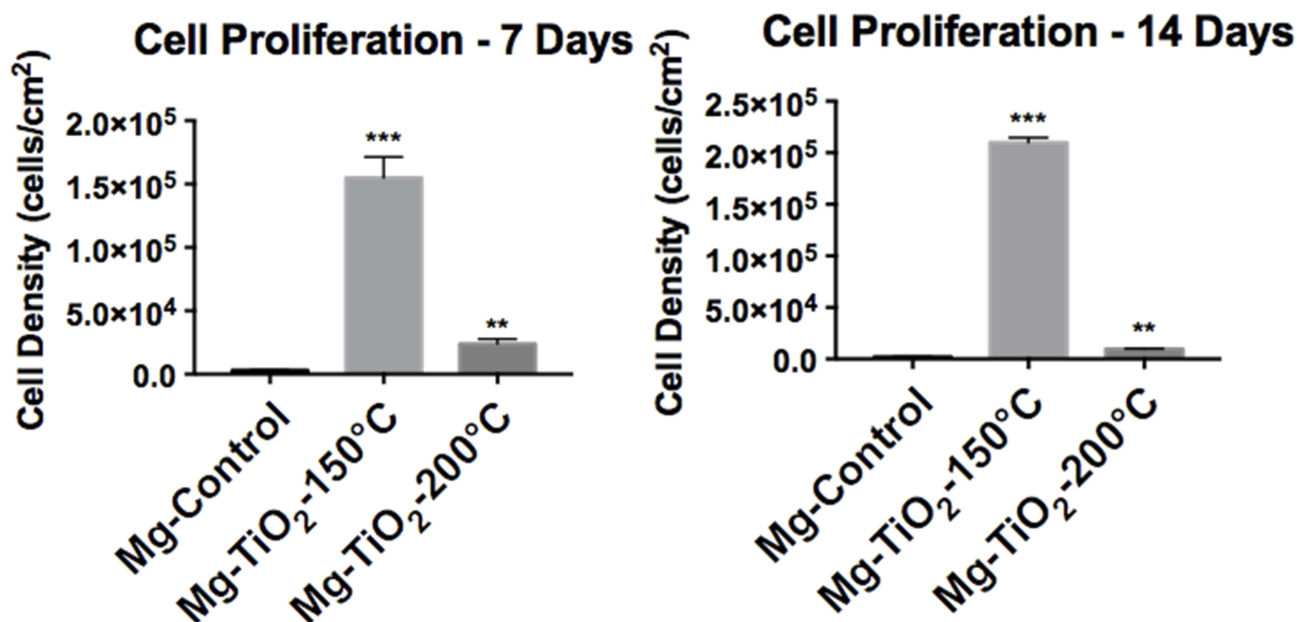 Cell Proliferation - 7 Days
Cell Density (cells/cm²)
2.0×10⁵
1.5×10⁵
1.0×10⁵
5.0×10⁴
0.0
***
**
Mg-Control
Mg-TiO₂-150°C
Mg-TiO₂-200°C
Cell Proliferation - 14 Days
Cell Density (cells/cm²)
2.5×10⁵
2.0×10⁵
1.5×10⁵
1.0×10⁵
5.0×10⁴
0.0
***
**
Mg-Control
Mg-TiO₂-150°C
Mg-TiO₂-200°C